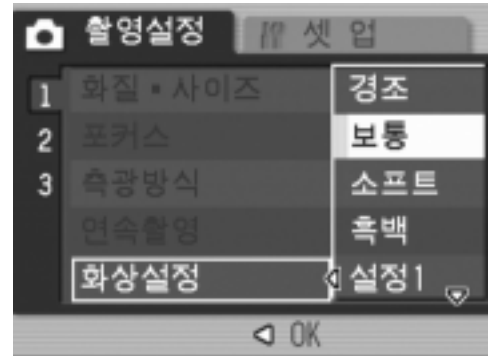 촬영설정 셋 업
1 화질・사이즈 경조
2 포커스 보통
3 측광방식 소프트
연속촬영 흑백
화상설정 설정1
OK